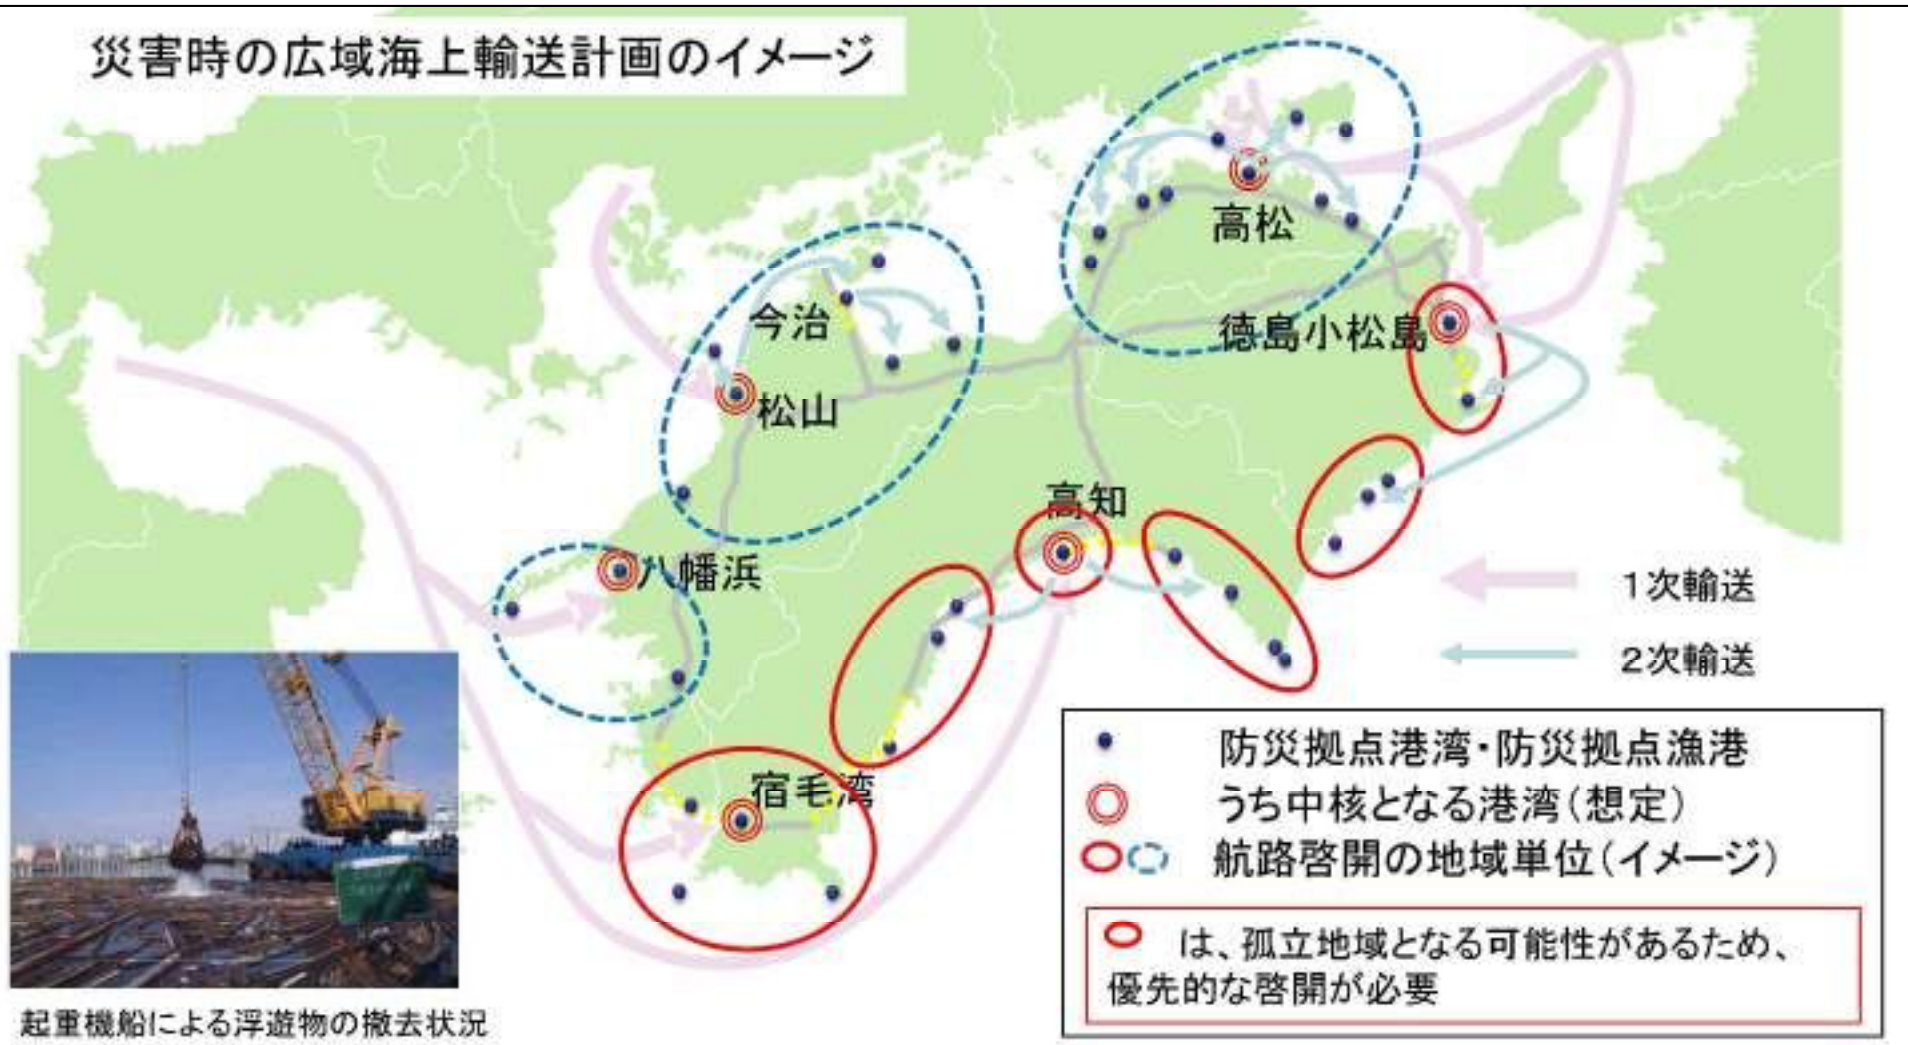 災害時の広域海上輸送計画のイメージ
高松
今治
徳島小松島
松山
高知
八幡浜
1次輸送
2次輸送
宿毛湾
防災拠点港湾・防災拠点漁港
うち中核となる港湾(想定)
航路啓開の地域単位(イメージ)
は、孤立地域となる可能性があるため、
優先的な啓開が必要
起重機船による浮遊物の撤去状況